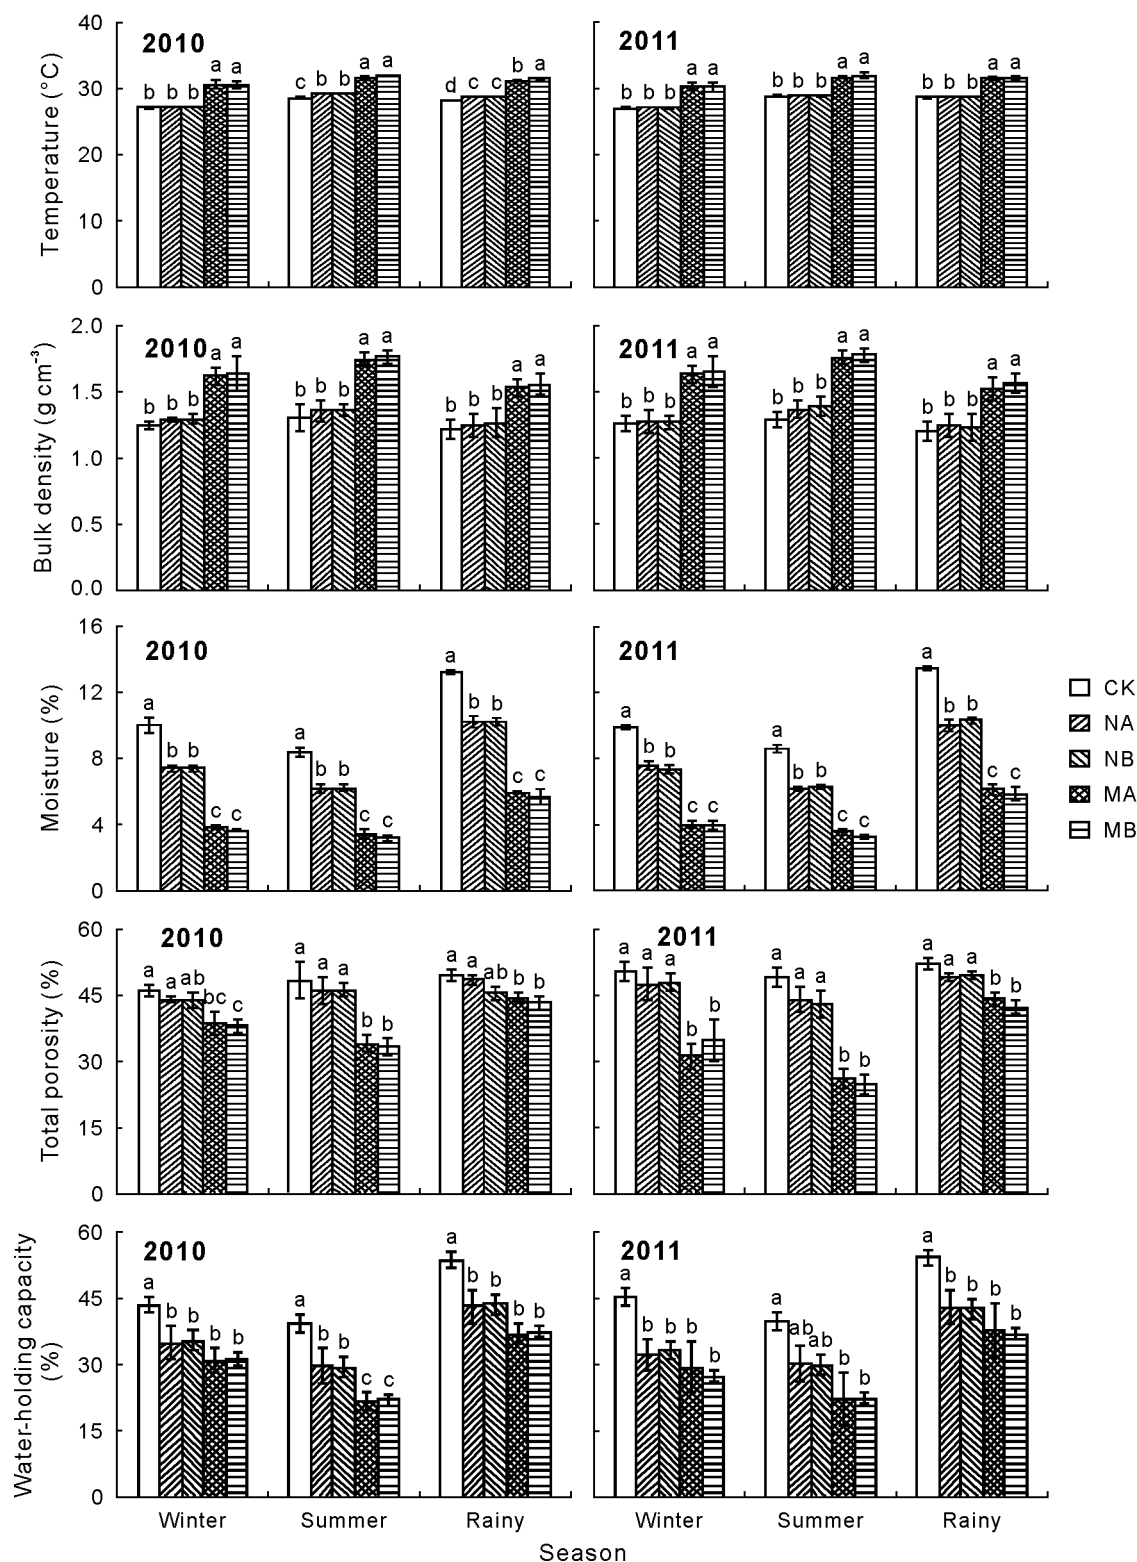 Temperature (°C)
40
30
20
10
0
2010
b b b a a
c b b a a
d c c b a
2011
b b b a a
b b b a a
b b b a a
Bulk density (g cm⁻³)
2.0
1.5
1.0
0.5
0.0
2010
b b b a a
b b b a a
b b b a a
2011
b b b a a
b b b a a
b b b a a
Moisture (%)
16
12
8
4
0
2010
a b b c c
a b b c c
a b b c c
2011
a b b c c
a b b c c
a b b c c
CK
NA
NB
MA
MB
Total porosity (%)
60
45
30
15
0
2010
a a ab bc c
a a a b b
a a ab b b
2011
a a a b b
a a a b b
a a a b b
Water-holding capacity
(%)
60
45
30
15
0
2010
a b b b b
a b b c c
a b b b b
2011
a b b b b
a ab ab b b
a b b b b
Winter Summer Rainy Winter Summer Rainy
Season